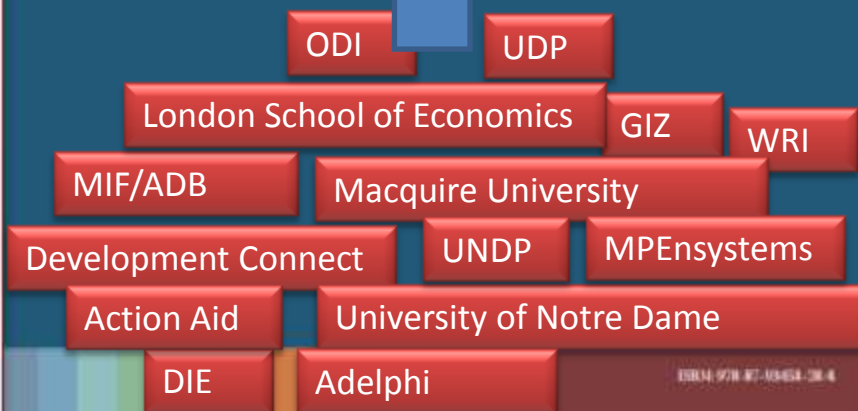 ODI UDP
London School of Economics GIZ
WRI
MIF/ADB Macquire University
Development Connect UNDP MPEnsystems
Action Aid University of Notre Dame
DIE Adelphi